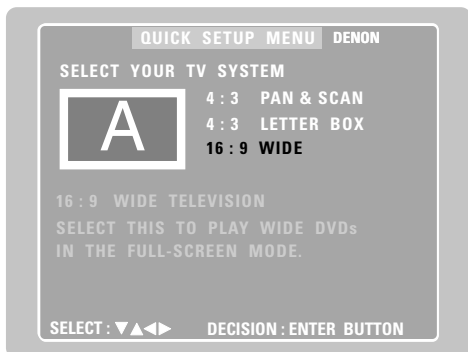 QUICK SETUP MENU DENON
SELECT YOUR TV SYSTEM
A
4 : 3 PAN & SCAN
4 : 3 LETTER BOX
16 : 9 WIDE
16 : 9 WIDE TELEVISION
SELECT THIS TO PLAY WIDE DVDs
IN THE FULL-SCREEN MODE.
SELECT : ▼▲◀▶ DECISION : ENTER BUTTON